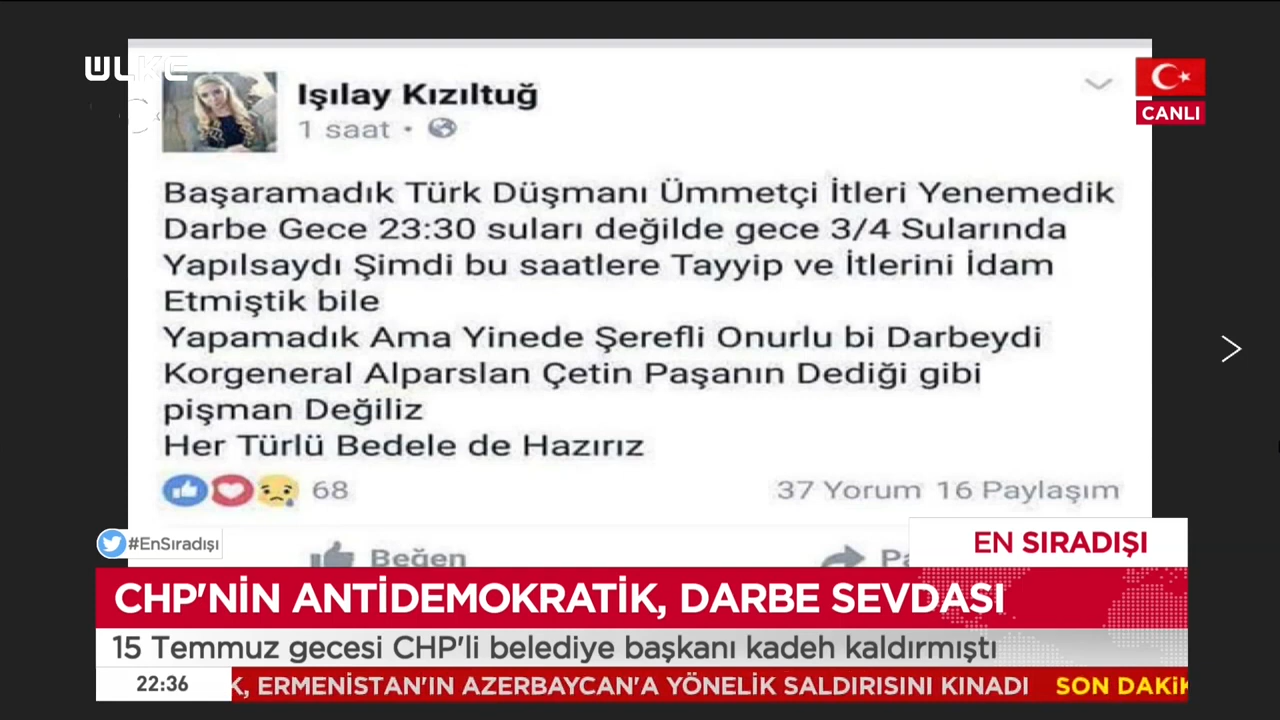 ÜLKE
Işılay Kızıltuğ
1 saat
CANLI
Başaramadık Türk Düşmanı Ümmetçi İtleri Yenemedik
Darbe Gece 23:30 suları değilde gece 3/4 Sularında
Yapılsaydı Şimdi bu saatlere Tayyip ve İtlerini İdam
Etmiştik bile
Yapamadık Ama Yinede Şerefli Onurlu bi Darbeydi
Korgeneral Alparslan Çetin Paşanın Dediği gibi
pişman Değiliz
Her Türlü Bedele de Hazırız
68 37 Yorum 16 Paylaşım
Beğen
#EnSıradışı
EN SIRADIŞI
CHP'NİN ANTİDEMOKRATİK, DARBE SEVDASI
15 Temmuz gecesi CHP'li belediye başkanı kadeh kaldırmıştı
22:36 K, ERMENİSTAN'IN AZERBAYCAN'A YÖNELİK SALDIRISINI KINADI SON DAKİK